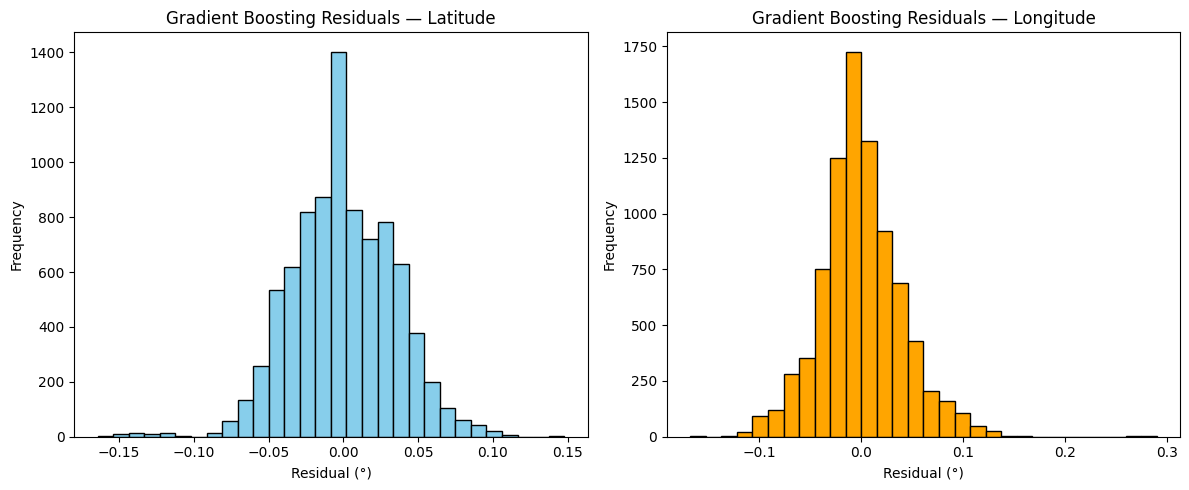 Gradient Boosting Residuals — Latitude
1400
1200
1000
800
600
400
200
0
Frequency
−0.15 −0.10 −0.05 0.00 0.05 0.10 0.15
Residual (°)
Gradient Boosting Residuals — Longitude
1750
1500
1250
1000
750
500
250
0
Frequency
−0.1 0.0 0.1 0.2 0.3
Residual (°)